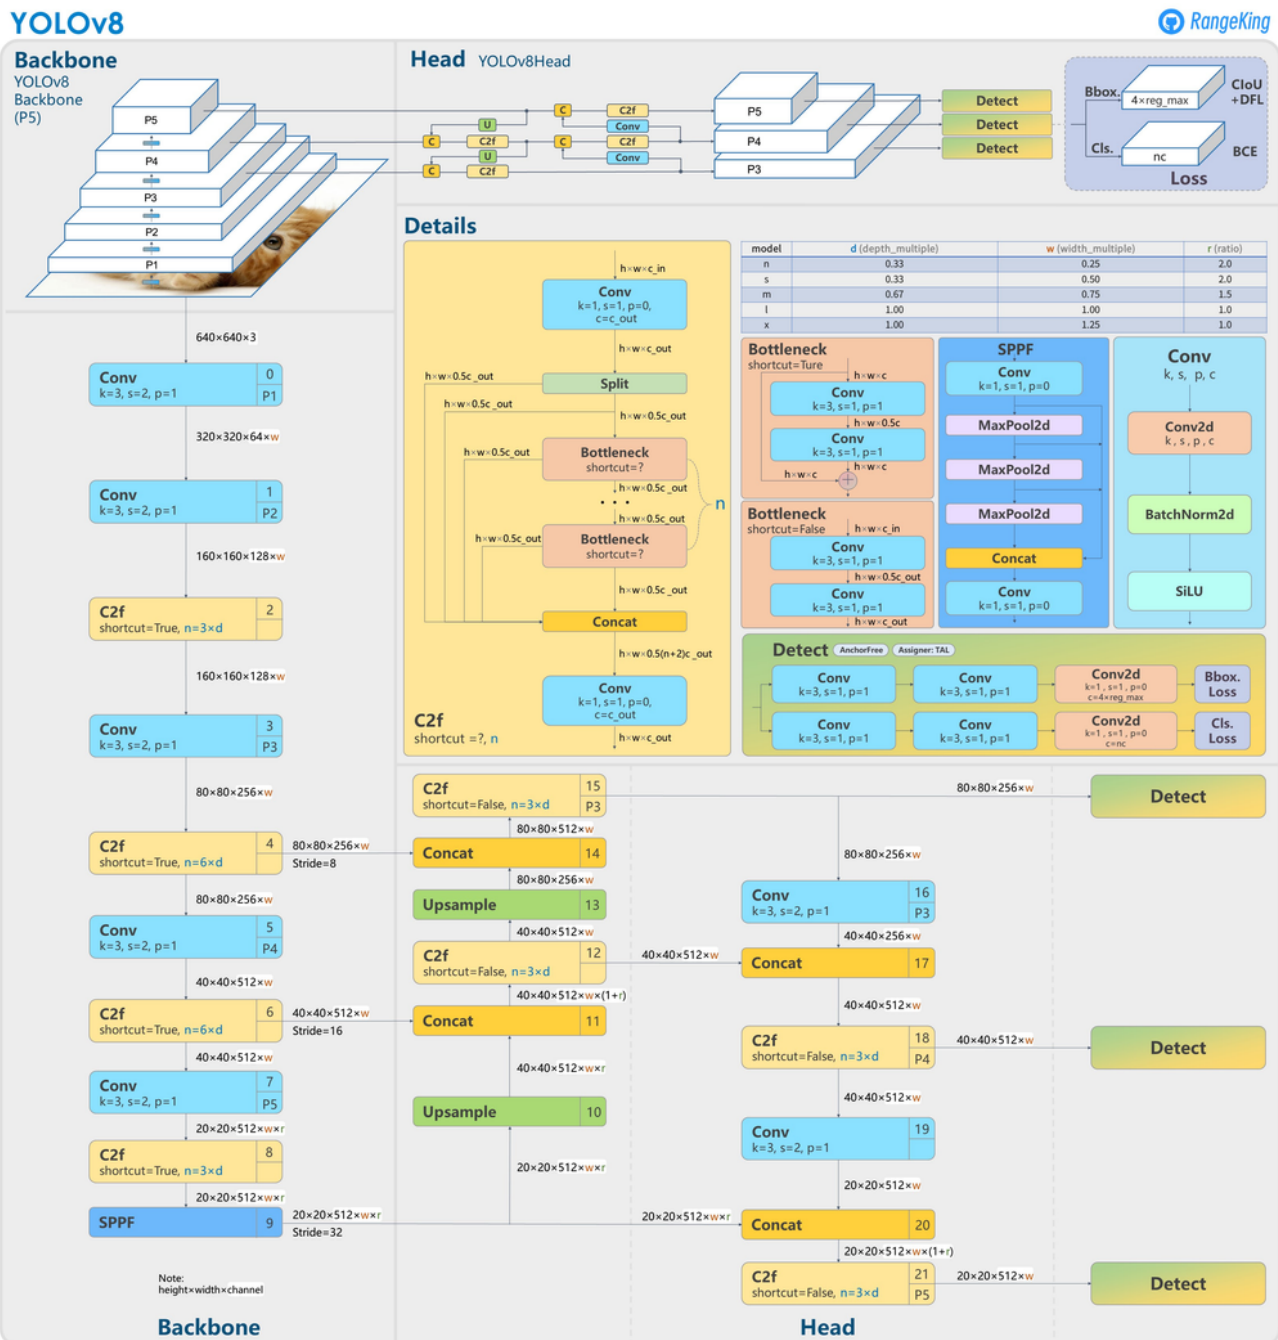 YOLOv8
RangeKing
Backbone
YOLOv8
Backbone
(P5)
P5
P4
P3
P2
P1
Head YOLOv8Head
U
C
C2f
U
C
C2f
C
C2f
Conv
C
C2f
Conv
P5
P4
P3
Detect
Detect
Detect
Bbox.
4×reg_max
CIoU
+DFL
Cls.
nc
BCE
Loss
Details
h×w×c_in
Conv
k=1, s=1, p=0,
c=c_out
h×w×c_out
h×w×0.5c_out
Split
h×w×0.5c_out
h×w×0.5c_out
h×w×0.5c_out
Bottleneck
shortcut=?
h×w×0.5c_out
. . .
n
h×w×0.5c_out
h×w×0.5c_out
Bottleneck
shortcut=?
h×w×0.5c_out
Concat
h×w×0.5(n+2)c_out
Conv
k=1, s=1, p=0,
c=c_out
h×w×c_out
C2f
shortcut =?, n
model d (depth_multiple) w (width_multiple) r (ratio)
n 0.33 0.25 2.0
s 0.33 0.50 2.0
m 0.67 0.75 1.5
l 1.00 1.00 1.0
x 1.00 1.25 1.0
Bottleneck
shortcut=Ture
h×w×c
Conv
k=3, s=1, p=1
h×w×0.5c
Conv
k=3, s=1, p=1
h×w×c
h×w×c
+
Bottleneck
shortcut=False
h×w×c_in
Conv
k=3, s=1, p=1
h×w×0.5c_out
Conv
k=3, s=1, p=1
h×w×c_out
SPPF
Conv
k=1, s=1, p=0
MaxPool2d
MaxPool2d
MaxPool2d
Concat
Conv
k=1, s=1, p=0
Conv
k, s, p, c
Conv2d
k, s, p, c
BatchNorm2d
SiLU
Detect AnchorFree Assigner: TAL
Conv
k=3, s=1, p=1
Conv
k=3, s=1, p=1
Conv2d
k=1, s=1, p=0
c=4×reg_max
Bbox.
Loss
Conv
k=3, s=1, p=1
Conv
k=3, s=1, p=1
Conv2d
k=1, s=1, p=0
c=nc
Cls.
Loss
640×640×3
Conv 0
k=3, s=2, p=1 P1
320×320×64×w
Conv 1
k=3, s=2, p=1 P2
160×160×128×w
C2f 2
shortcut=True, n=3×d
160×160×128×w
Conv 3
k=3, s=2, p=1 P3
80×80×256×w
C2f 4
shortcut=True, n=6×d
80×80×256×w
Stride=8
80×80×256×w
Conv 5
k=3, s=2, p=1 P4
40×40×512×w
C2f 6
shortcut=True, n=6×d
40×40×512×w
Stride=16
40×40×512×w
Conv 7
k=3, s=2, p=1 P5
20×20×512×w×r
C2f 8
shortcut=True, n=3×d
20×20×512×w×r
SPPF 9
20×20×512×w×r
Stride=32
Note:
height×width×channel
Backbone
C2f 15
shortcut=False, n=3×d P3
80×80×512×w
Concat 14
80×80×256×w
Upsample 13
40×40×512×w
C2f 12
shortcut=False, n=3×d
40×40×512×w×(1+r)
Concat 11
40×40×512×w×r
Upsample 10
20×20×512×w×r
80×80×256×w
Detect
80×80×256×w
Conv 16
k=3, s=2, p=1 P3
40×40×256×w
40×40×512×w
Concat 17
40×40×512×w
C2f 18
shortcut=False, n=3×d P4
40×40×512×w
Detect
40×40×512×w
Conv 19
k=3, s=2, p=1
20×20×512×w
20×20×512×w×r
Concat 20
20×20×512×w×(1+r)
C2f 21
shortcut=False, n=3×d P5
20×20×512×w
Detect
Head